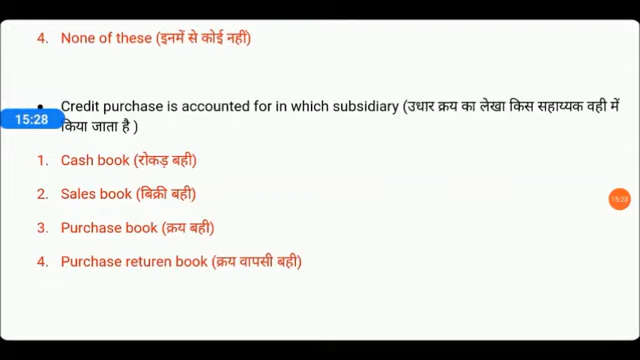 4. None of these (इनमें से कोई नहीं)
Credit purchase is accounted for in which subsidiary (उधार क्रय का लेखा किस सहाय्यक वही में
15:28
किया जाता है )
1. Cash book (रोकड़ बही)
2. Sales book (बिक्री बही)
15:28
3. Purchase book (क्रय बही)
4. Purchase returen book (क्रय वापसी बही)